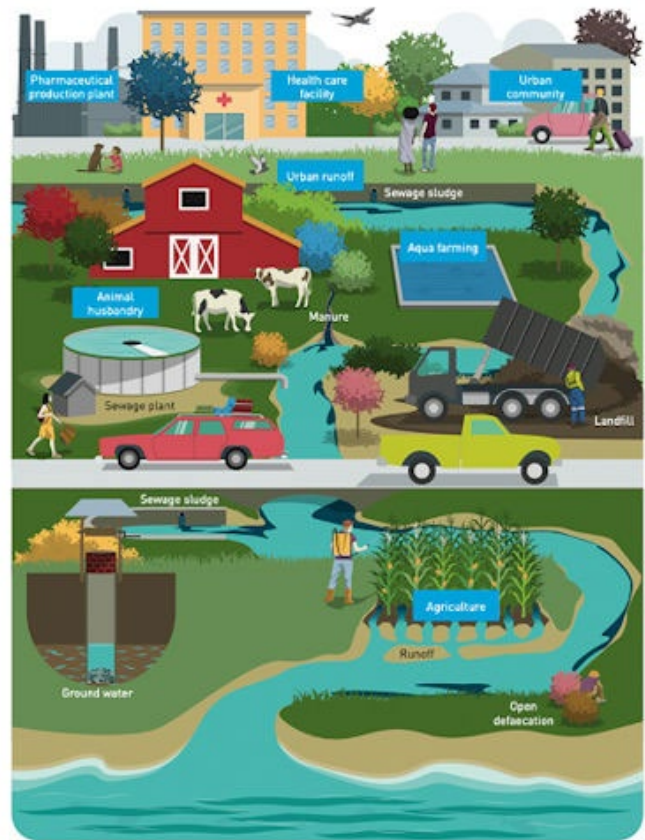 Pharmaceutical
production plant
Health care
facility
Urban
community
Urban runoff
Sewage sludge
Aqua farming
Animal
husbandry
Manure
Sewage plant
Landfill
Sewage sludge
Agriculture
Runoff
Ground water
Open
defaecation